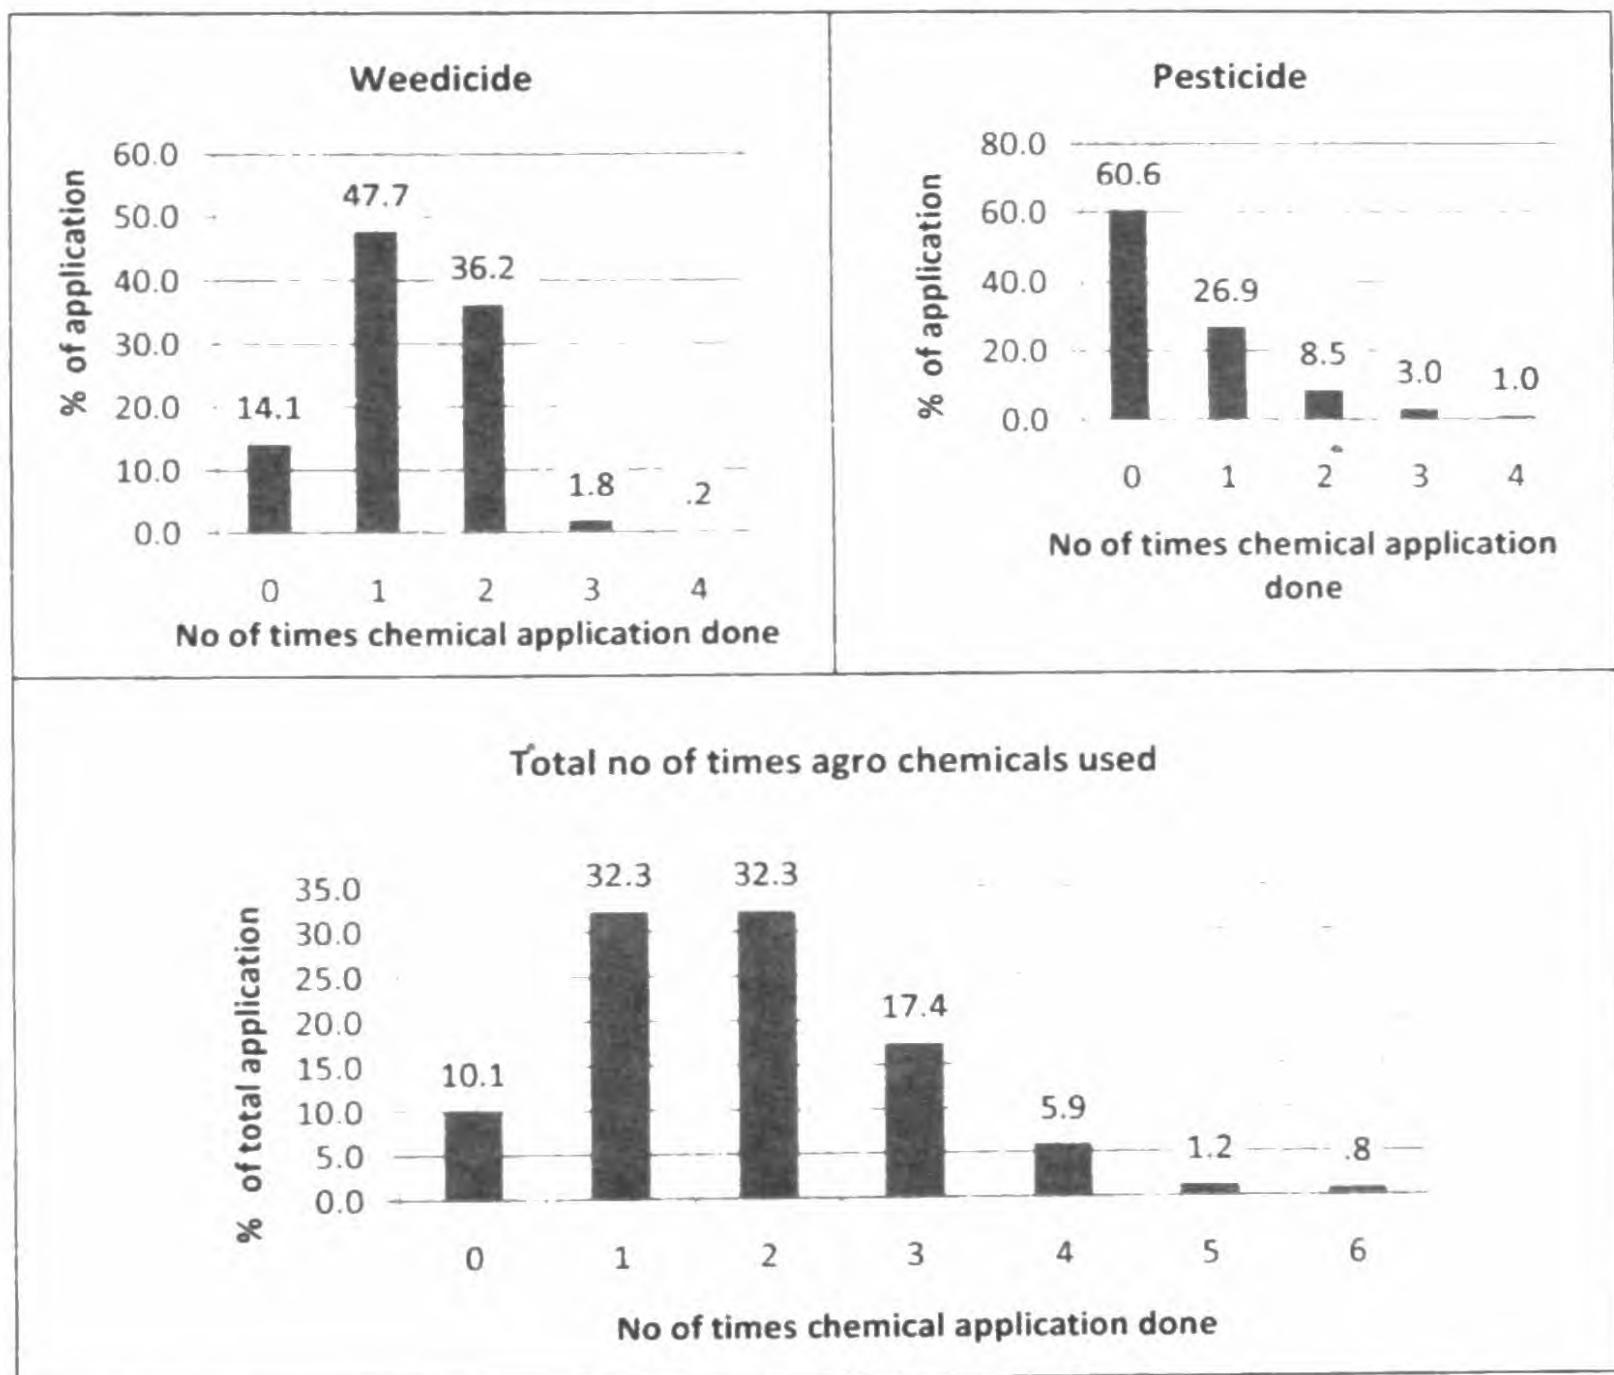 Weedicide
% of application
60.0
50.0
40.0
30.0
20.0
10.0
0.0
14.1
47.7
36.2
1.8
.2
0 1 2 3 4
No of times chemical application done
Pesticide
% of application
80.0
60.0
40.0
20.0
0.0
60.6
26.9
8.5
3.0
1.0
0 1 2 3 4
No of times chemical application
done
Total no of times agro chemicals used
% of total application
35.0
30.0
25.0
20.0
15.0
10.0
5.0
0.0
10.1
32.3
32.3
17.4
5.9
1.2
.8
0 1 2 3 4 5 6
No of times chemical application done